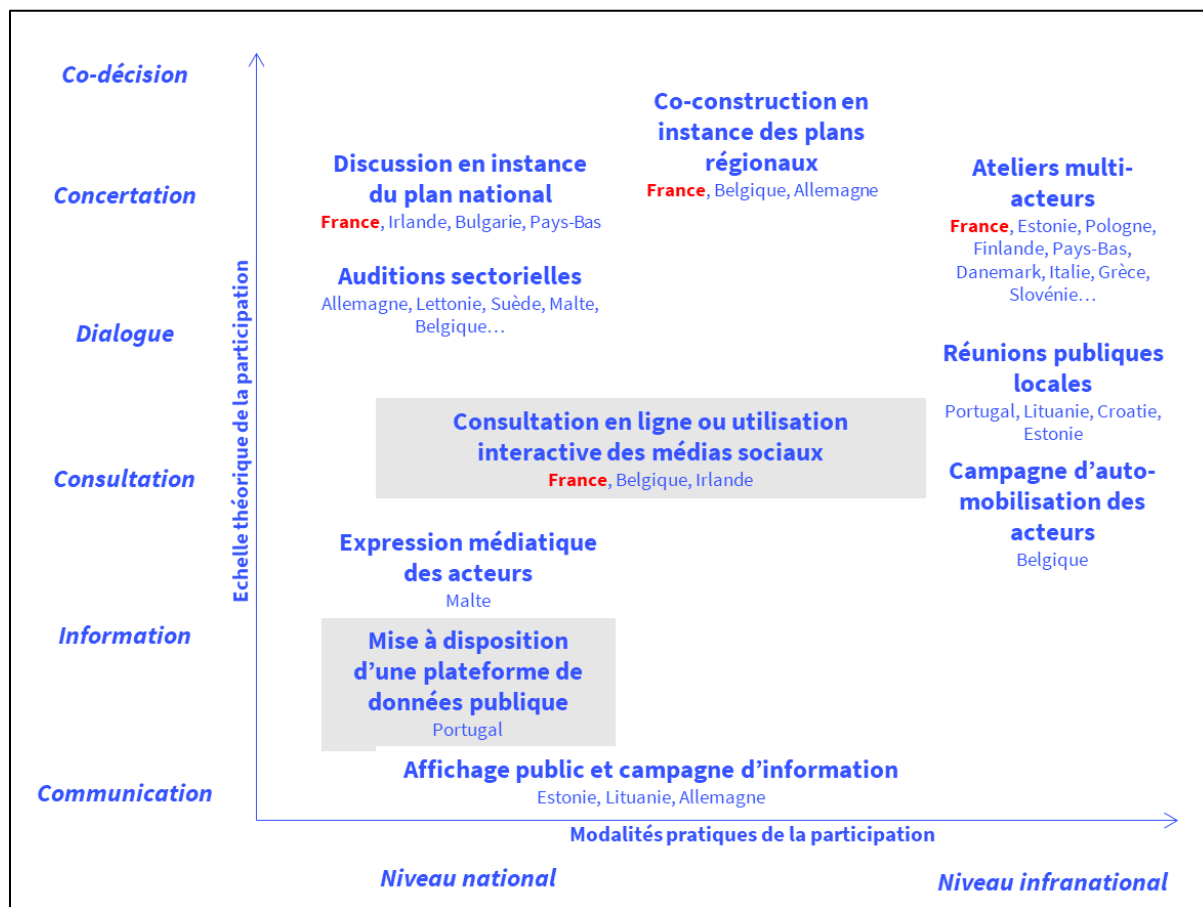 Co-décision
Co-construction en
instance des plans
régionaux
France, Belgique, Allemagne
Discussion en instance
du plan national
France, Irlande, Bulgarie, Pays-Bas
Concertation
Ateliers multi-
acteurs
France, Estonie, Pologne,
Finlande, Pays-Bas,
Danemark, Italie, Grèce,
Slovénie…
Auditions sectorielles
Allemagne, Lettonie, Suède, Malte,
Belgique…
Dialogue
Echelle théorique de la participation
Réunions publiques
locales
Portugal, Lituanie, Croatie,
Estonie
Consultation en ligne ou utilisation
interactive des médias sociaux
France, Belgique, Irlande
Consultation
Campagne d’auto-
mobilisation des
acteurs
Belgique
Expression médiatique
des acteurs
Malte
Information
Mise à disposition
d’une plateforme de
données publique
Portugal
Affichage public et campagne d’information
Estonie, Lituanie, Allemagne
Communication
Modalités pratiques de la participation
Niveau national
Niveau infranational